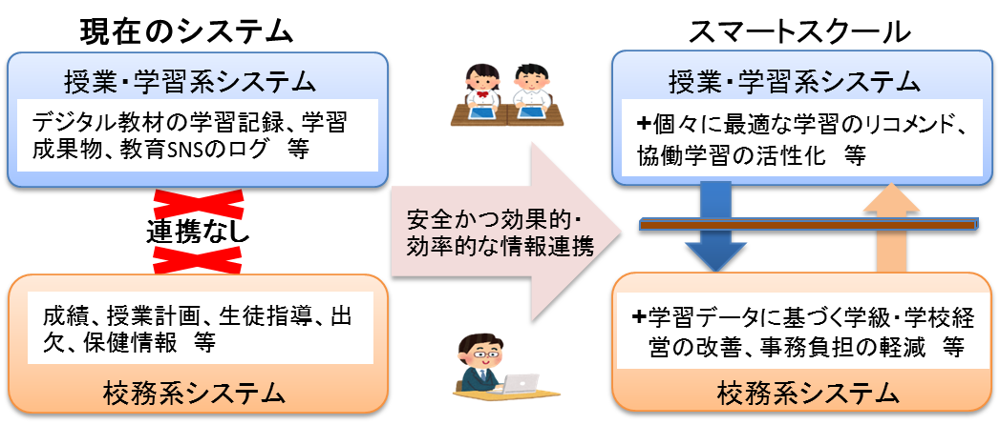 現在のシステム
授業・学習系システム
デジタル教材の学習記録、学習
成果物、教育SNSのログ 等
連携なし
成績、授業計画、生徒指導、出
欠、保健情報 等
校務系システム
安全かつ効果的・
効率的な情報連携
スマートスクール
授業・学習系システム
+個々に最適な学習のリコメンド、
協働学習の活性化 等
+学習データに基づく学級・学校経
営の改善、事務負担の軽減 等
校務系システム